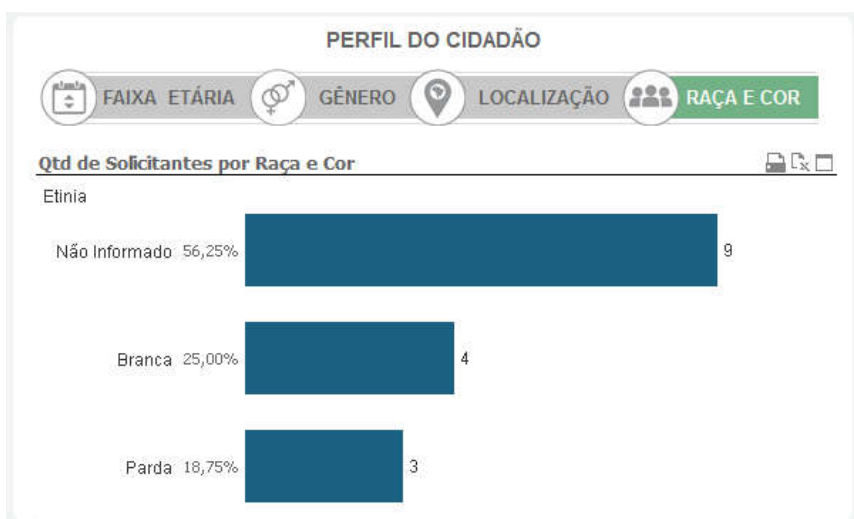 PERFIL DO CIDADÃO
FAIXA ETÁRIA GÊNERO LOCALIZAÇÃO RAÇA E COR
Qtd de Solicitantes por Raça e Cor
Etinia
Não Informado 56,25% 9
Branca 25,00% 4
Parda 18,75% 3